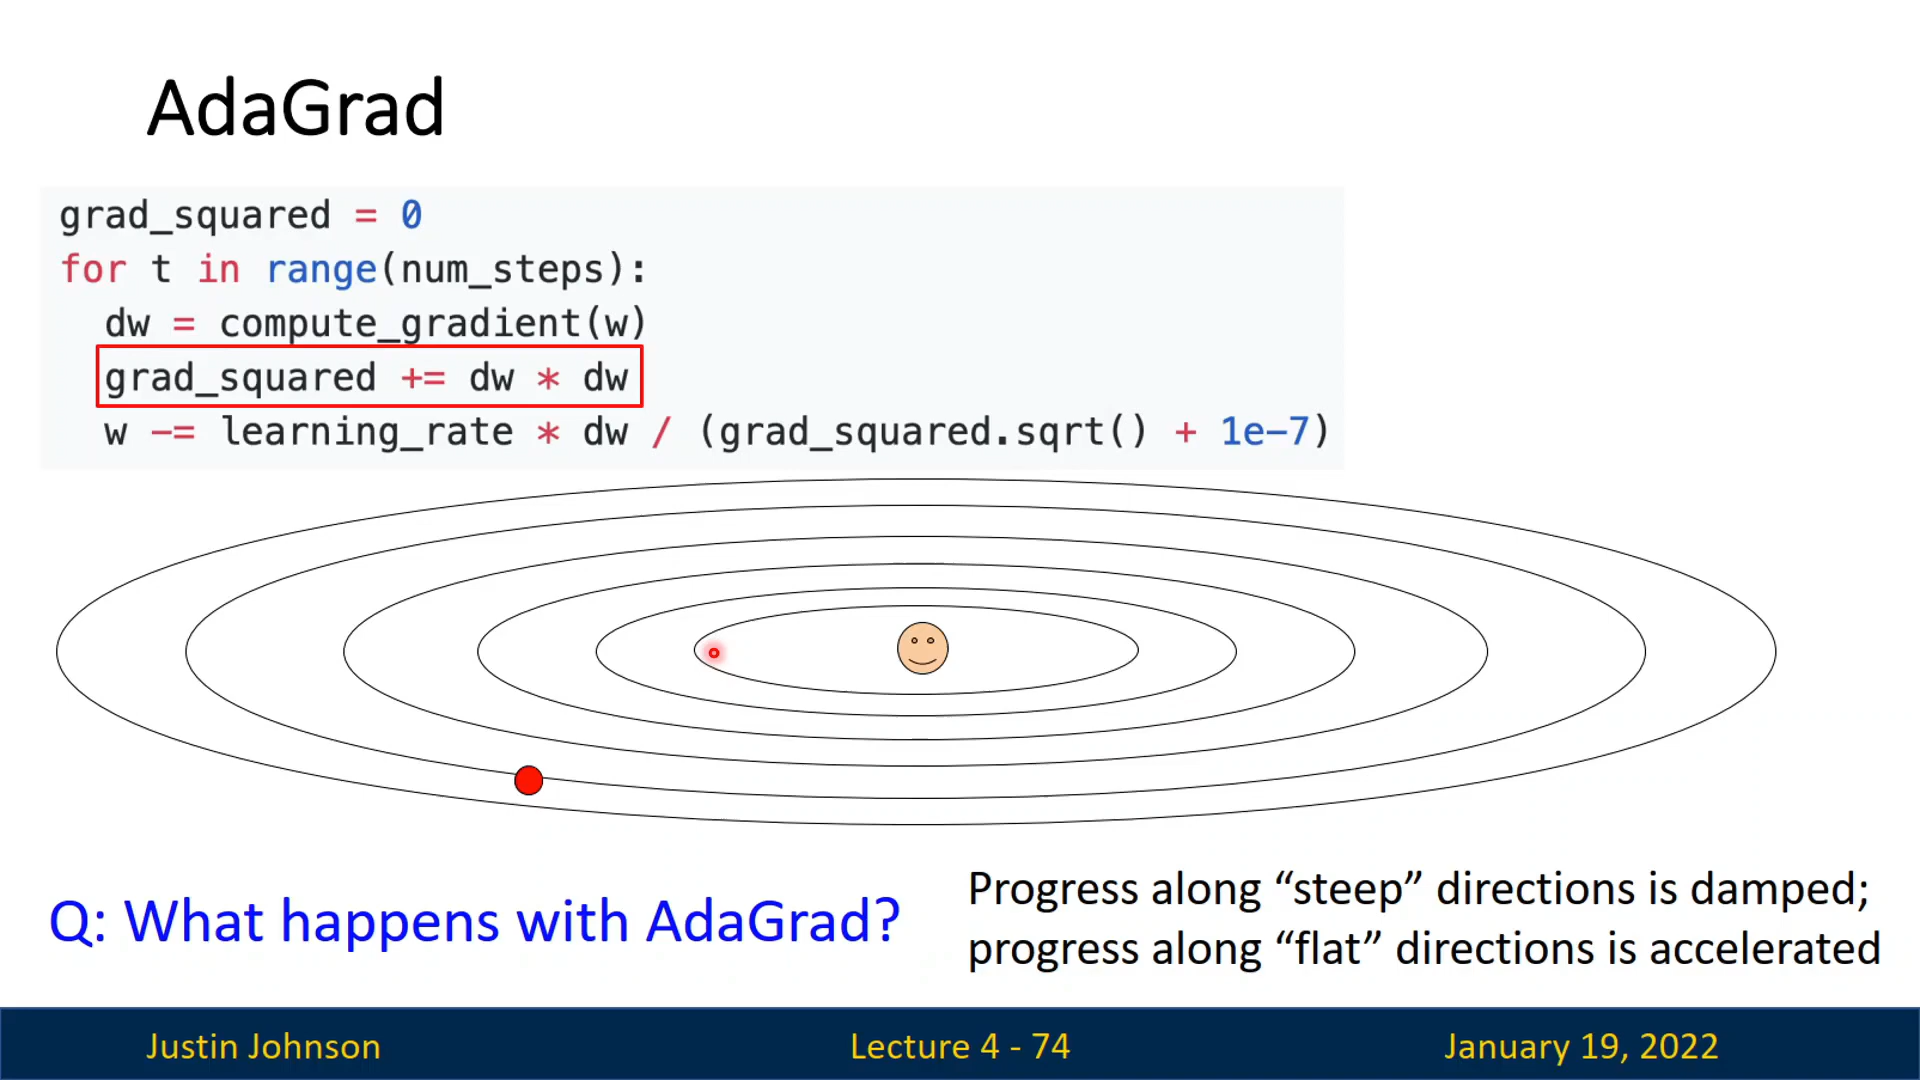 AdaGrad
grad_squared = 0
for t in range(num_steps):
  dw = compute_gradient(w)
  grad_squared += dw * dw
  w -= learning_rate * dw / (grad_squared.sqrt() + 1e-7)
Q: What happens with AdaGrad?
Progress along “steep” directions is damped;
progress along “flat” directions is accelerated
Justin Johnson
Lecture 4 - 74
January 19, 2022